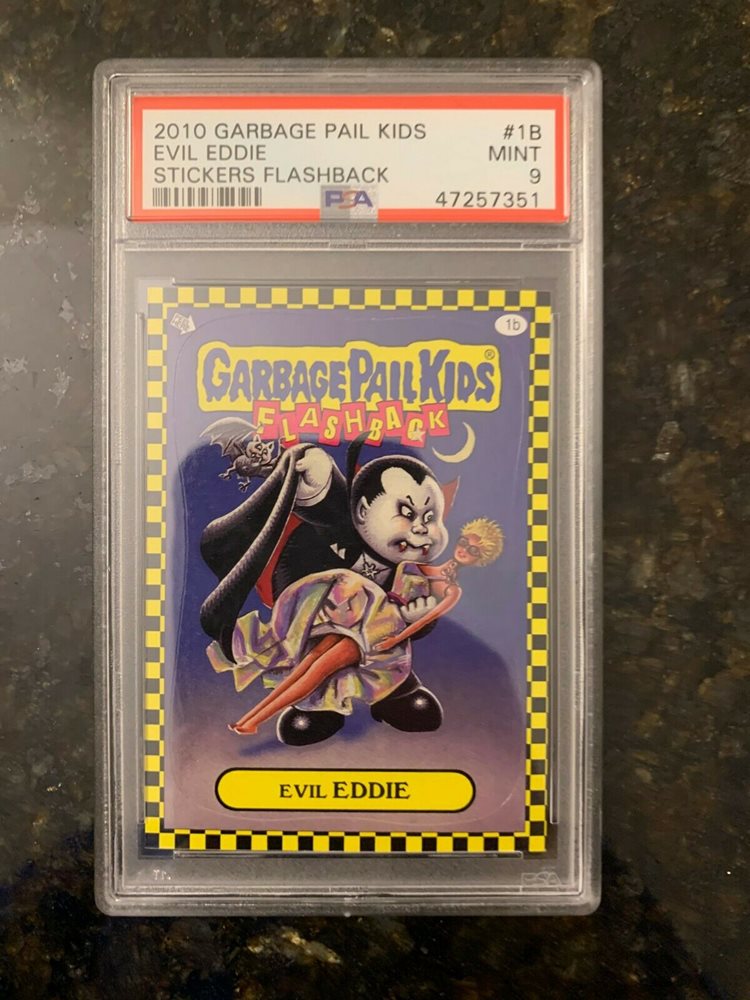 2010 GARBAGE PAIL KIDS #1B
EVIL EDDIE MINT
STICKERS FLASHBACK 9
PSA 47257351
1b
GARBAGE PAIL KIDS®
FLASHBACK
EVIL EDDIE